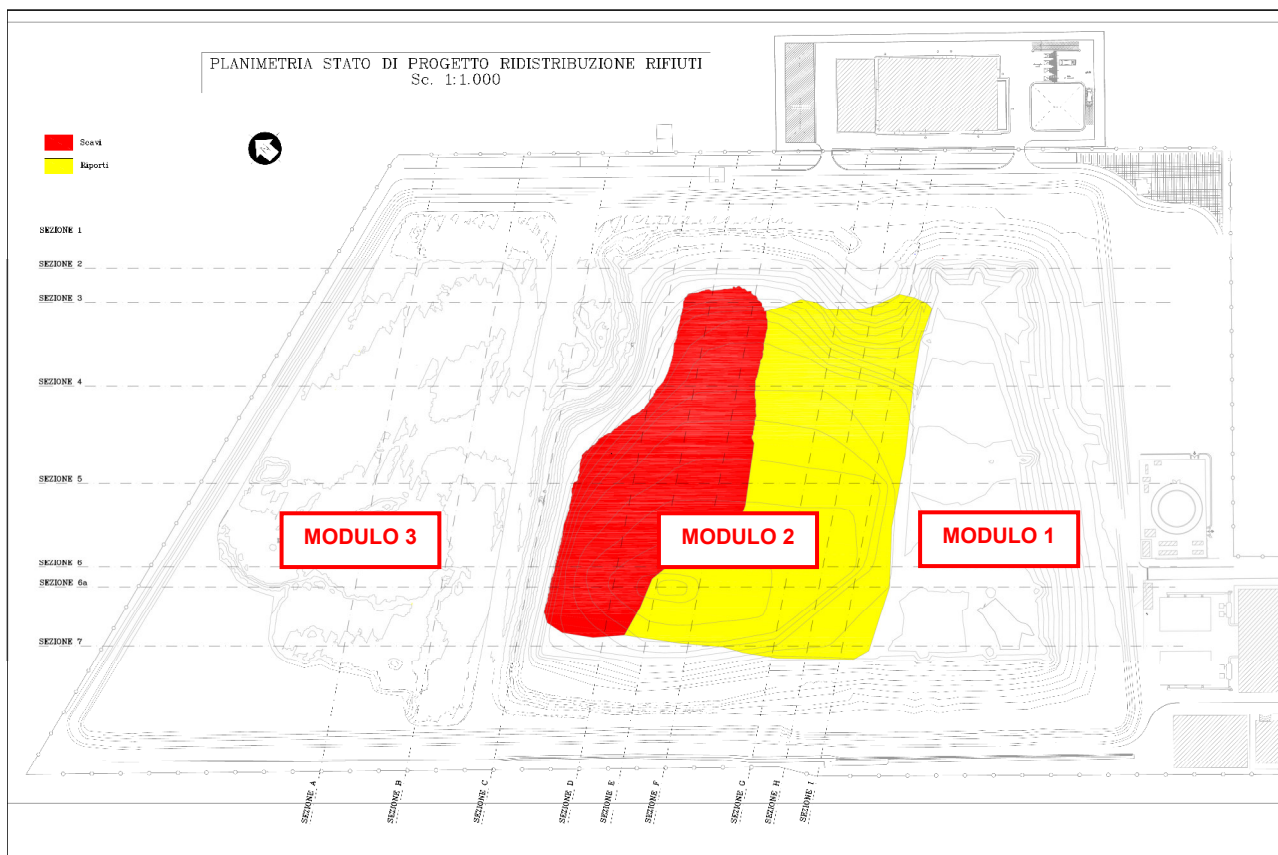 PLANIMETRIA STATO DI PROGETTO RIDISTRIBUZIONE RIFIUTI
Sc. 1:1.000
Scavi
Riporti
SEZIONE 1
SEZIONE 2
SEZIONE 3
SEZIONE 4
SEZIONE 5
MODULO 3
MODULO 2
MODULO 1
SEZIONE 6
SEZIONE 6a
SEZIONE 7
SEZIONE A
SEZIONE B
SEZIONE C
SEZIONE D
SEZIONE E
SEZIONE F
SEZIONE G
SEZIONE H
SEZIONE I